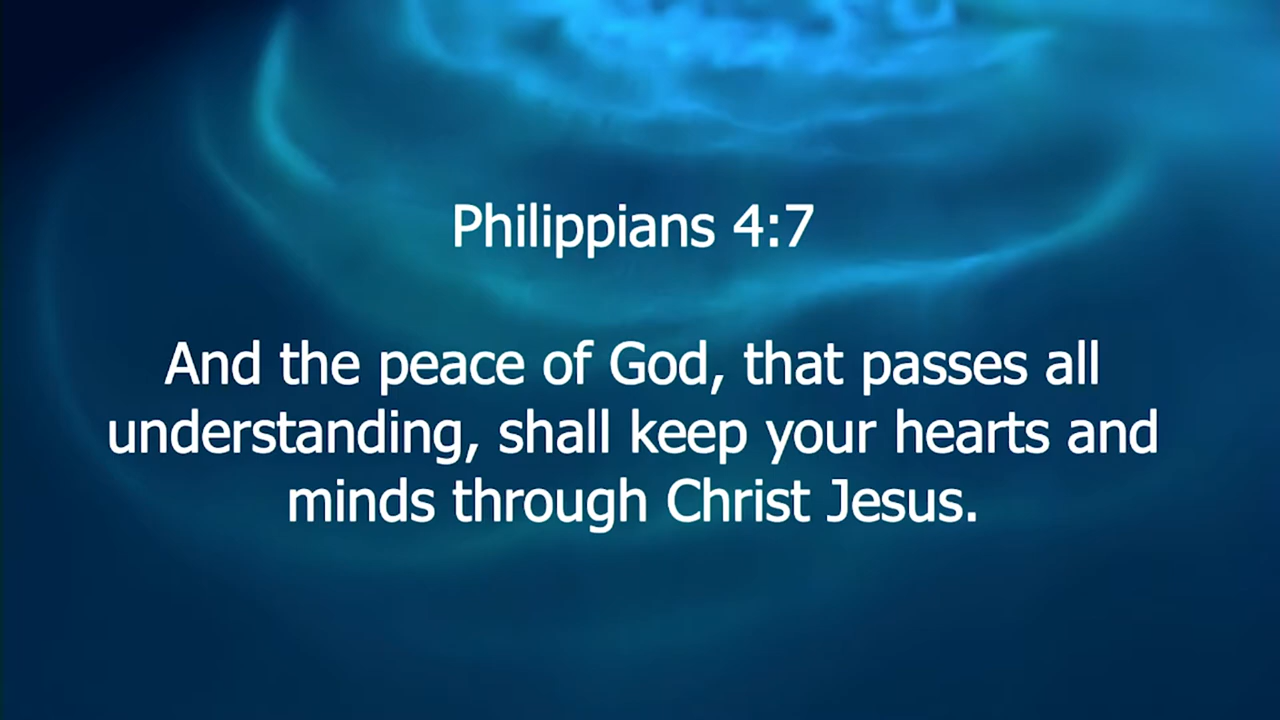 Philippians 4:7
And the peace of God, that passes all
understanding, shall keep your hearts and
minds through Christ Jesus.